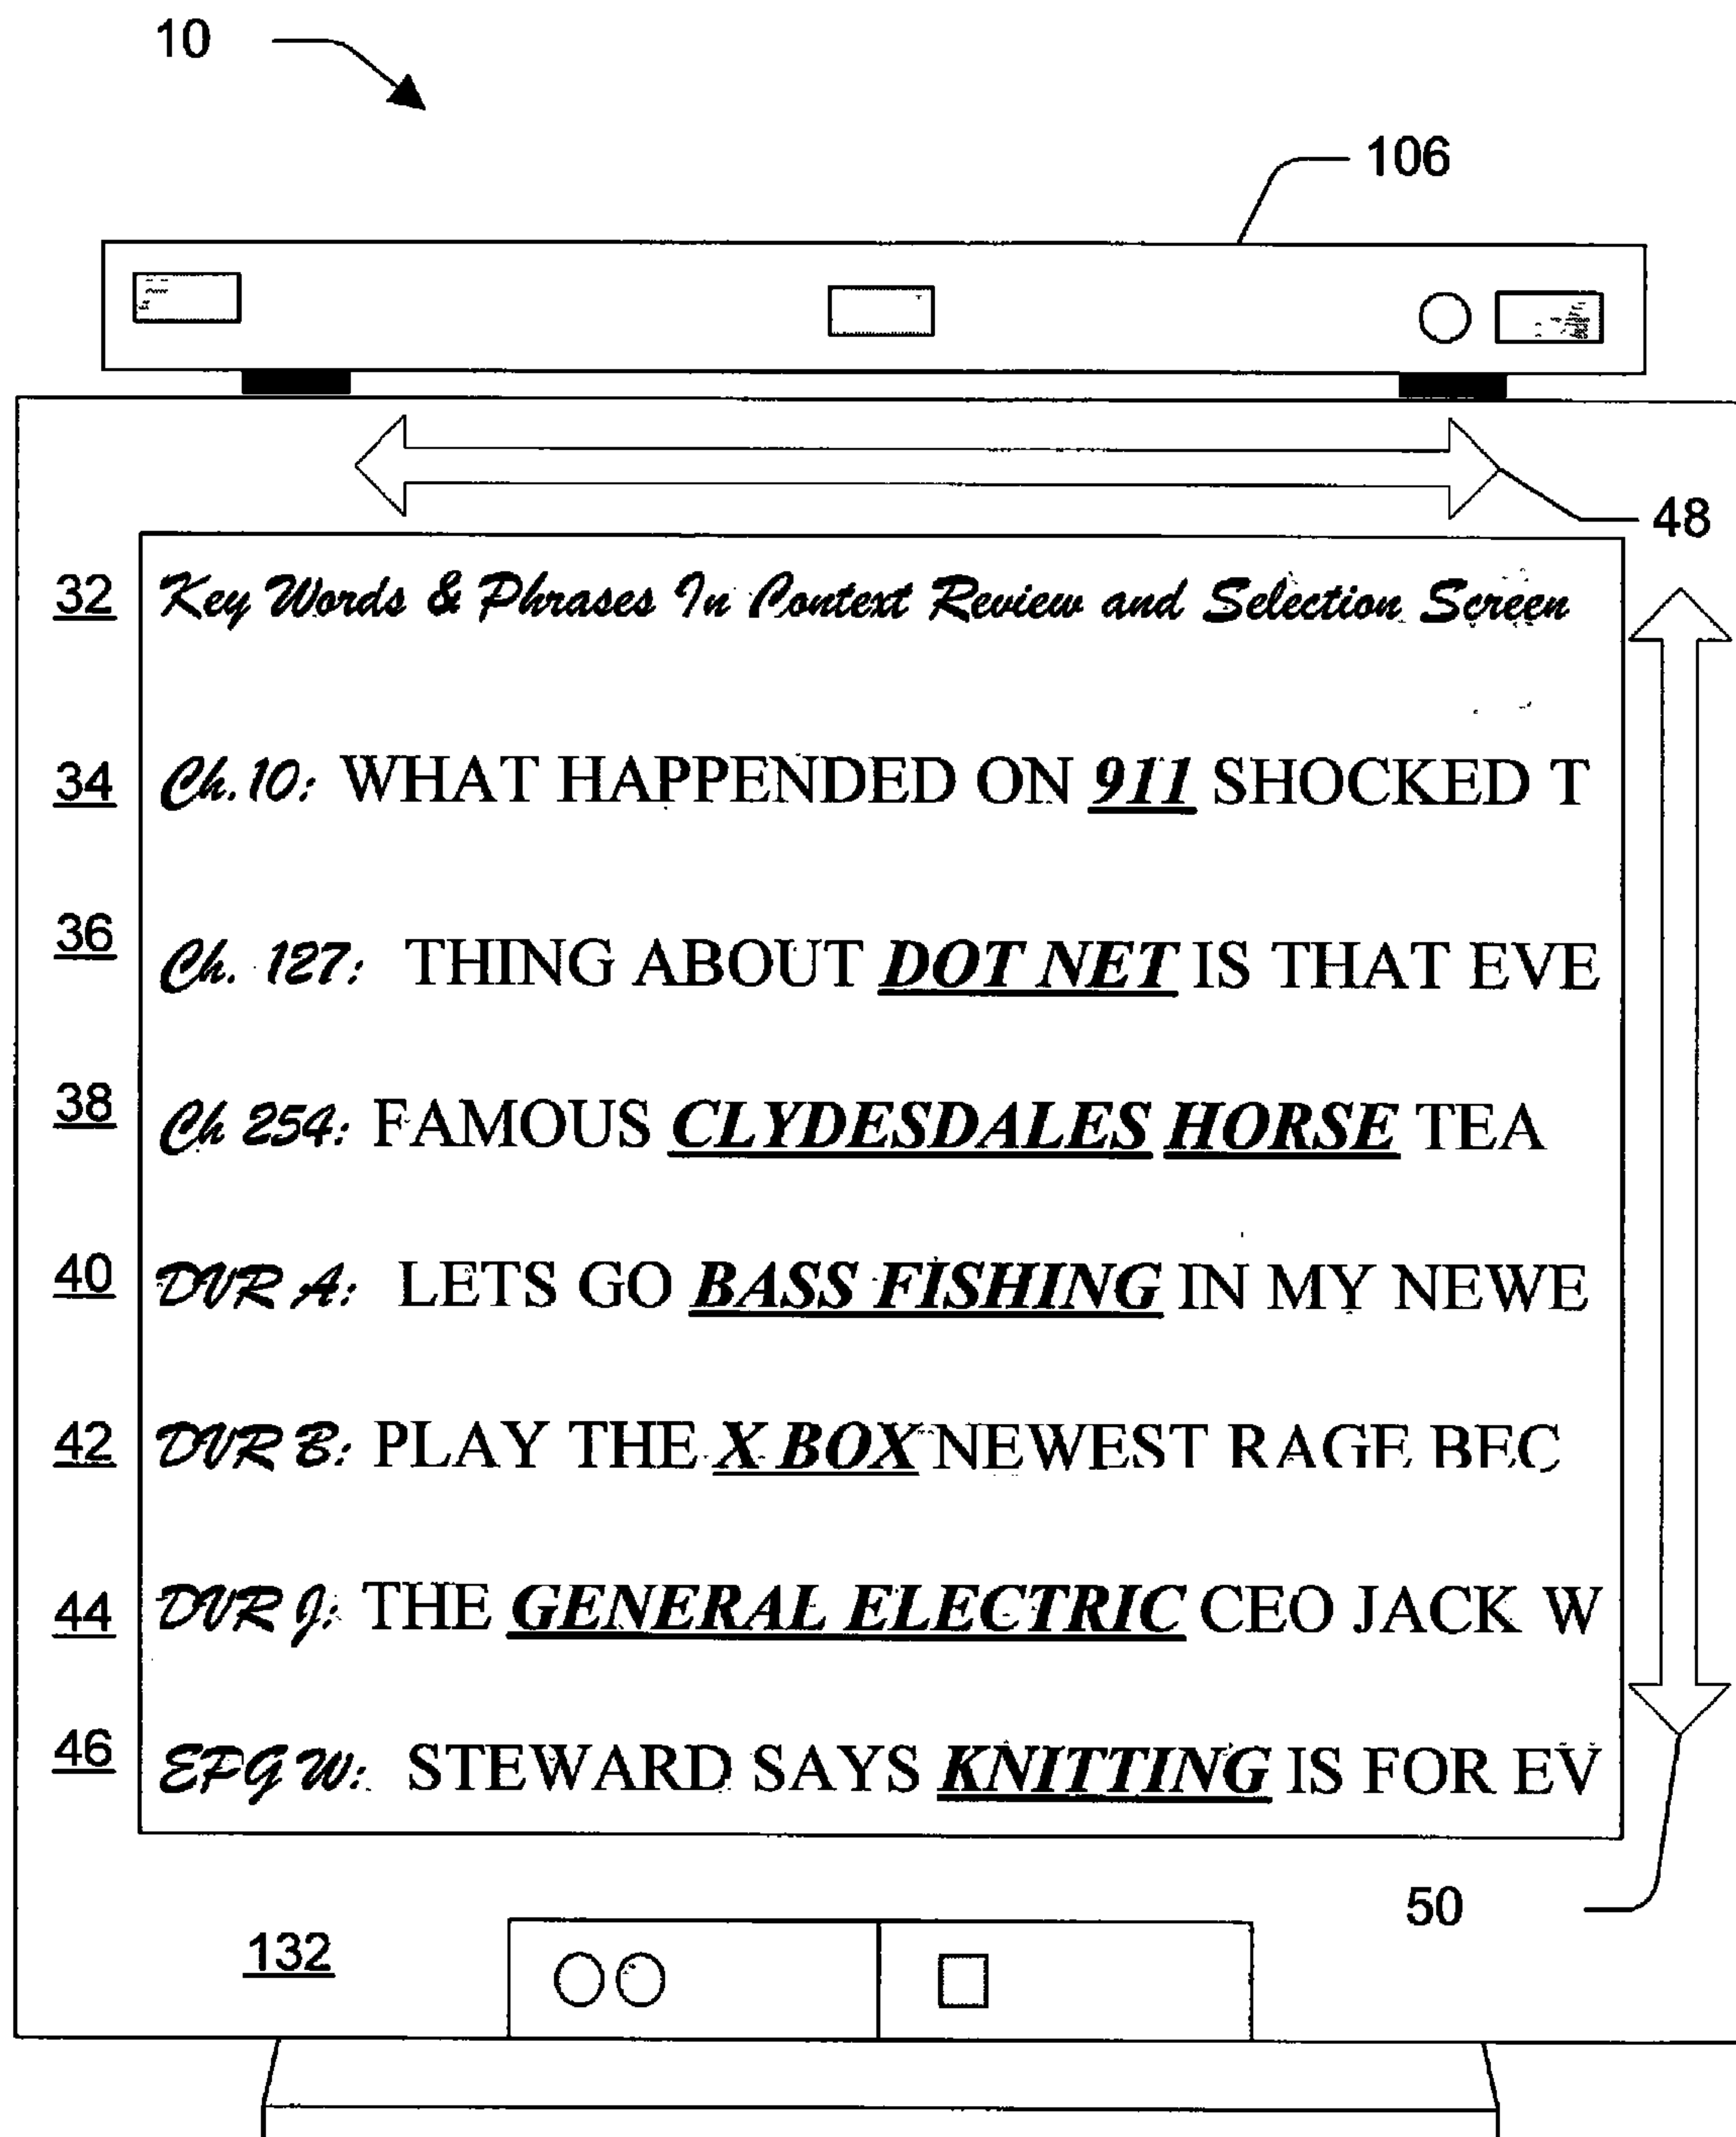 10
106
48
32 Key Words & Phrases In Context Review and Selection Screen
34 Ch. 10: WHAT HAPPENDED ON 911 SHOCKED T
36 Ch. 127: THING ABOUT DOT NET IS THAT EVE
38 Ch 254: FAMOUS CLYDESDALES HORSE TEA
40 DVR A: LETS GO BASS FISHING IN MY NEWE
42 DVR B: PLAY THE X BOX NEWEST RAGE BEC
44 DVR J: THE GENERAL ELECTRIC CEO JACK W
46 EPG W: STEWARD SAYS KNITTING IS FOR EV
50
132